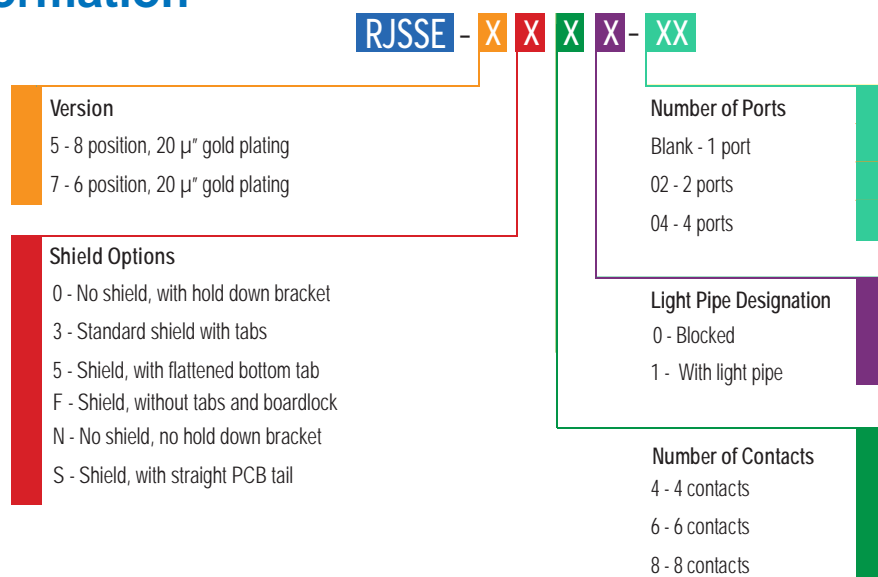 ormation
RJSSE - X X X X - XX
Version
5 - 8 position, 20 µ" gold plating
7 - 6 position, 20 µ" gold plating
Shield Options
0 - No shield, with hold down bracket
3 - Standard shield with tabs
5 - Shield, with flattened bottom tab
F - Shield, without tabs and boardlock
N - No shield, no hold down bracket
S - Shield, with straight PCB tail
Number of Ports
Blank - 1 port
02 - 2 ports
04 - 4 ports
Light Pipe Designation
0 - Blocked
1 - With light pipe
Number of Contacts
4 - 4 contacts
6 - 6 contacts
8 - 8 contacts